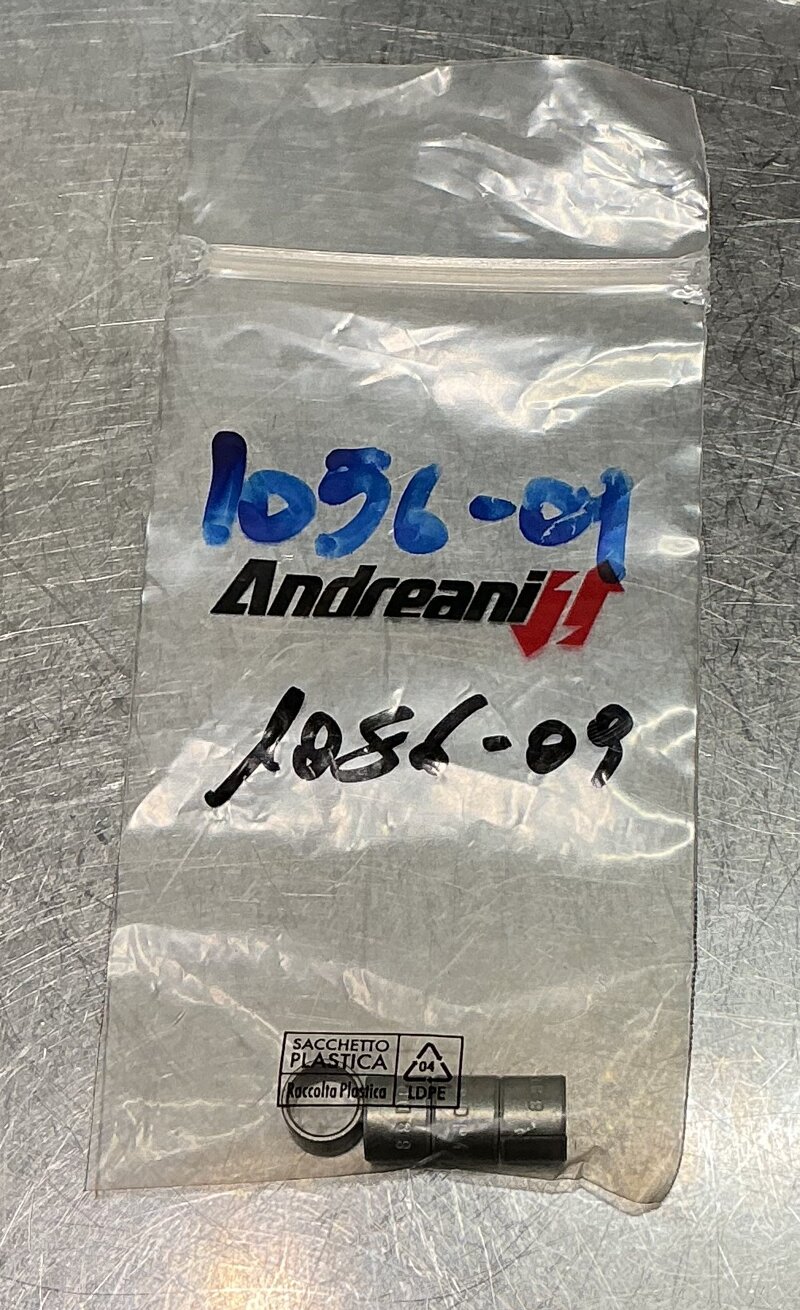 1056-09
Andreani
1056-09
SACCHETTO
PLASTICA
Raccolta Plastica
04
LDPE